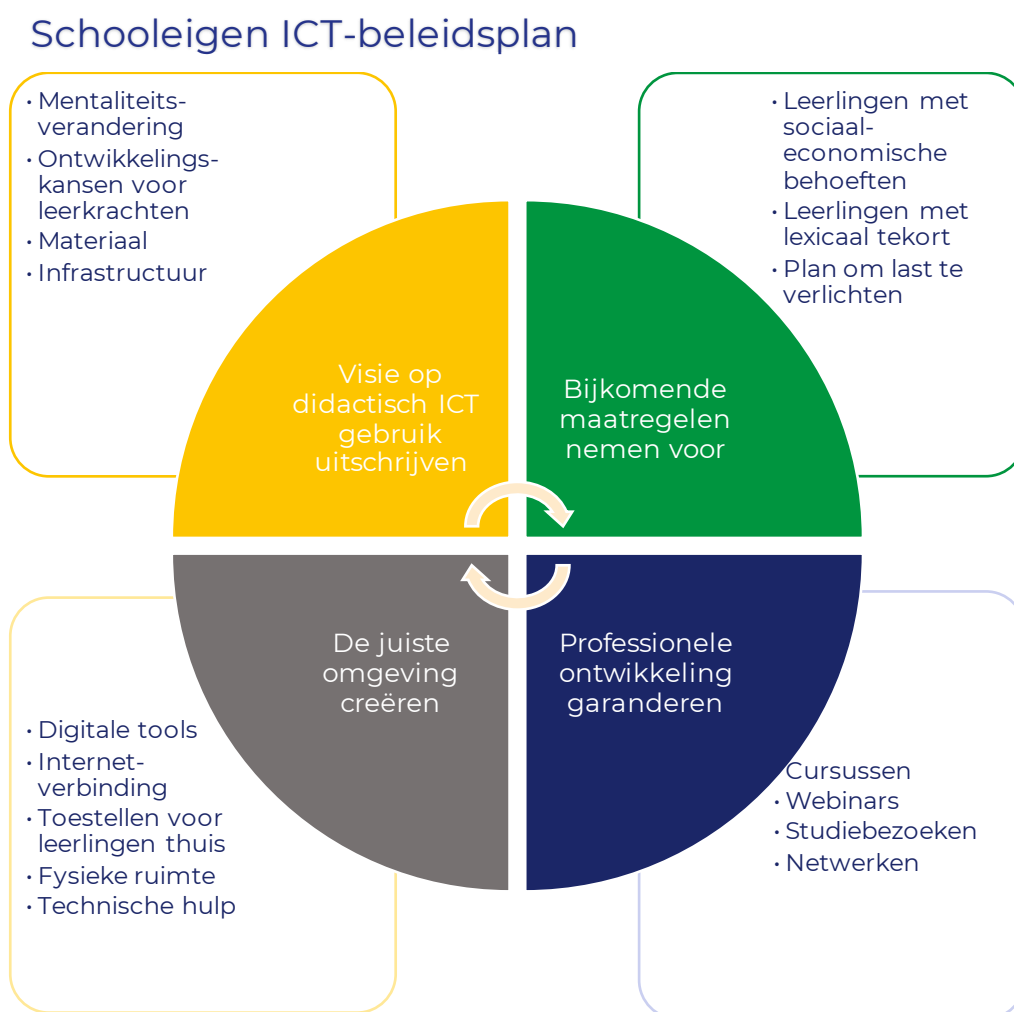 Schooleigen ICT-beleidsplan
· Mentaliteits-
verandering
· Ontwikkelings-
kansen voor
leerkrachten
· Materiaal
· Infrastructuur
· Leerlingen met
sociaal-
economische
behoeften
· Leerlingen met
lexicaal tekort
· Plan om last te
verlichten
Visie op
didactisch ICT
gebruik
uitschrijven
Bijkomende
maatregelen
nemen voor
De juiste
omgeving
creëren
Professionele
ontwikkeling
garanderen
· Digitale tools
· Internet-
verbinding
· Toestellen voor
leerlingen thuis
· Fysieke ruimte
· Technische hulp
Cursussen
· Webinars
· Studiebezoeken
· Netwerken